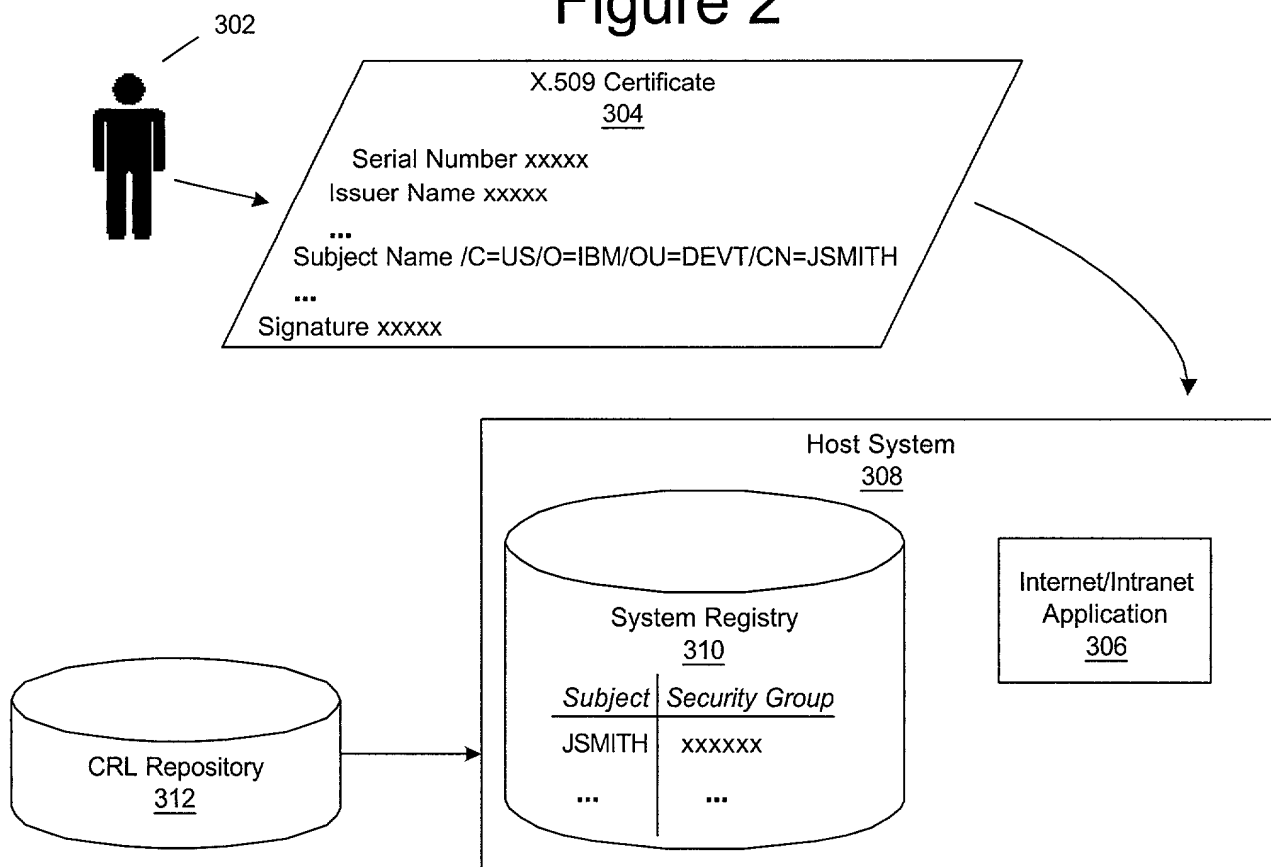 Figure 2
302
X.509 Certificate
304
Serial Number xxxxx
Issuer Name xxxxx
...
Subject Name /C=US/O=IBM/OU=DEVT/CN=JSMITH
...
Signature xxxxx
Host System
308
System Registry
310
Subject Security Group
JSMITH xxxxxx
... ...
Internet/Intranet
Application
306
CRL Repository
312